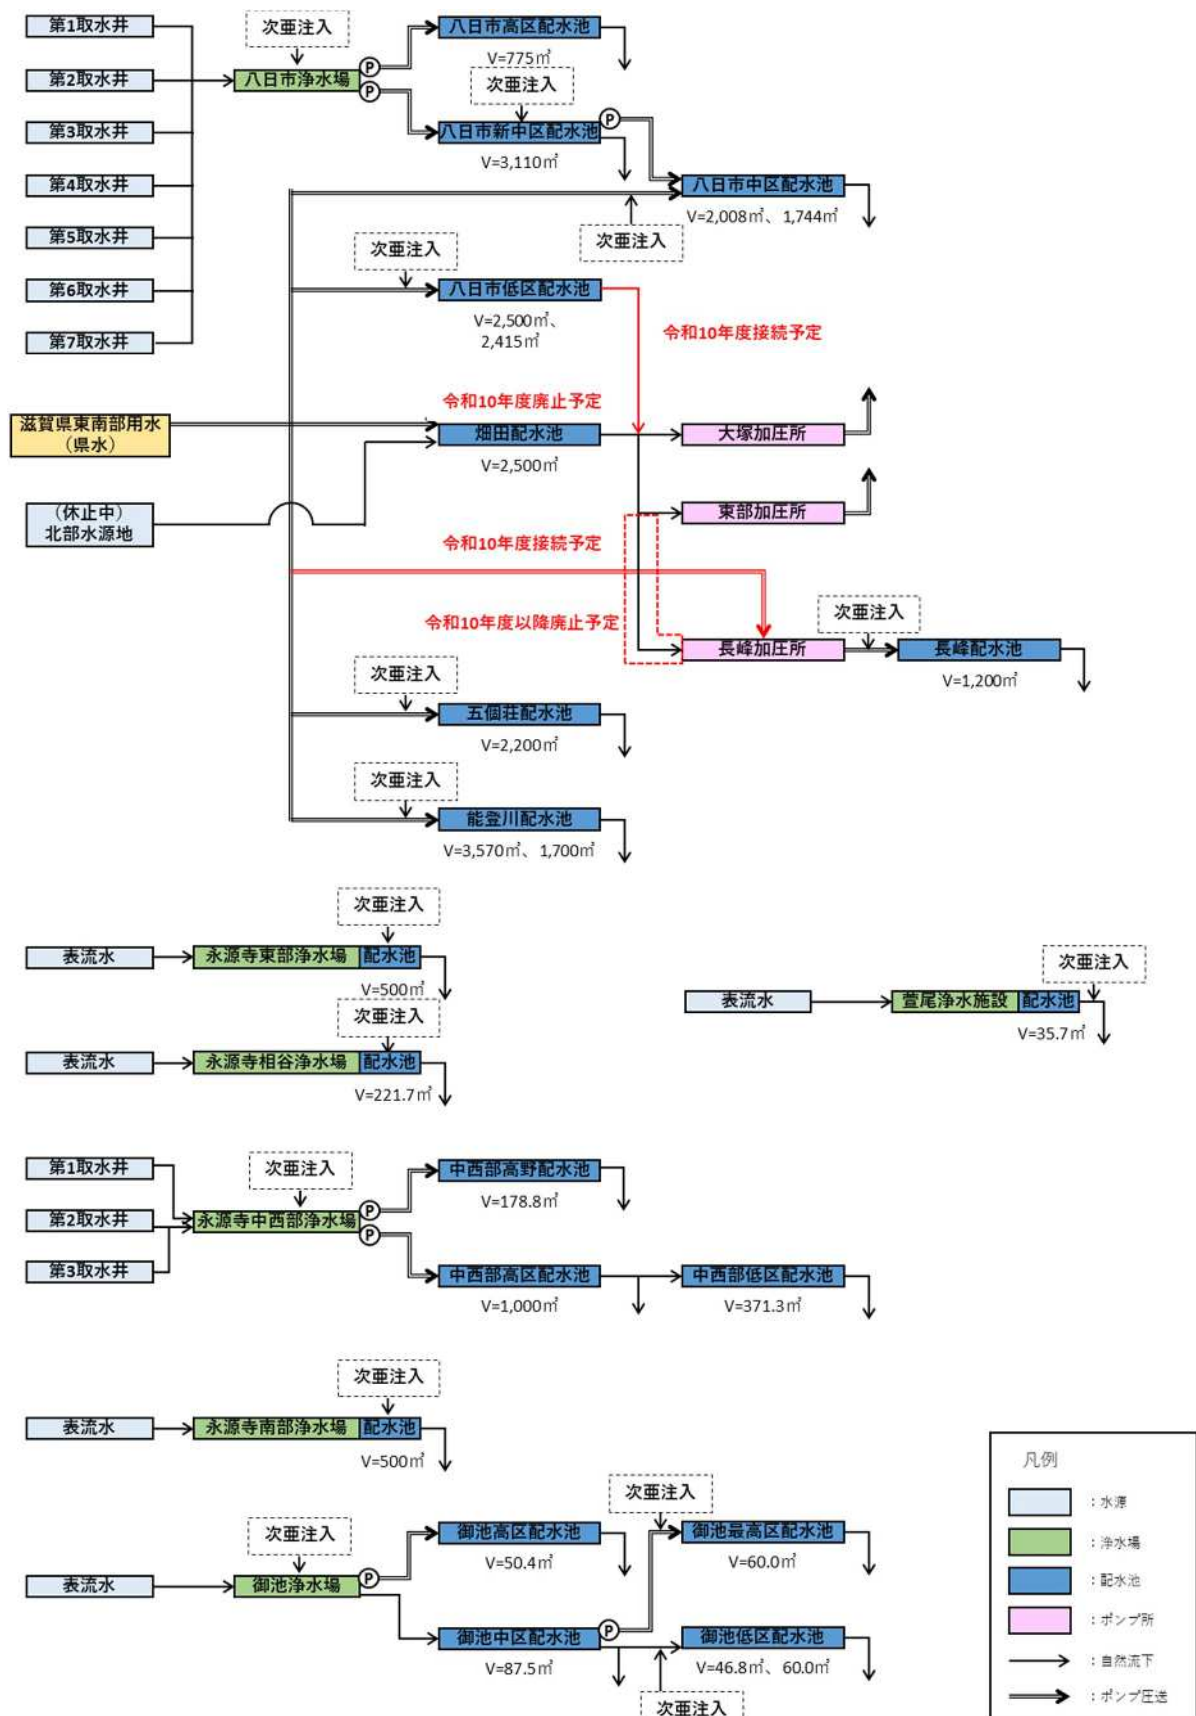 第1取水井
次亜注入
八日市高区配水池
V=775㎥
第2取水井
八日市浄水場
P
P
次亜注入
第3取水井
八日市新中区配水池
P
V=3,110㎥
第4取水井
八日市中区配水池
V=2,008㎥、1,744㎥
第5取水井
次亜注入
次亜注入
第6取水井
八日市低区配水池
V=2,500㎥、
2,415㎥
第7取水井
令和10年度接続予定
令和10年度廃止予定
滋賀県東南部用水
(県水)
畑田配水池
V=2,500㎥
大塚加圧所
(休止中)
北部水源地
東部加圧所
令和10年度接続予定
令和10年度以降廃止予定
次亜注入
長峰加圧所
長峰配水池
V=1,200㎥
次亜注入
五個荘配水池
V=2,200㎥
次亜注入
能登川配水池
V=3,570㎥、1,700㎥
次亜注入
表流水
永源寺東部浄水場
配水池
V=500㎥
次亜注入
表流水
萱尾浄水施設
配水池
V=35.7㎥
次亜注入
表流水
永源寺相谷浄水場
配水池
V=221.7㎥
第1取水井
次亜注入
中西部高野配水池
V=178.8㎥
第2取水井
永源寺中西部浄水場
P
P
第3取水井
中西部高区配水池
V=1,000㎥
中西部低区配水池
V=371.3㎥
次亜注入
表流水
永源寺南部浄水場
配水池
V=500㎥
次亜注入
御池高区配水池
V=50.4㎥
次亜注入
御池最高区配水池
V=60.0㎥
表流水
御池浄水場
P
御池中区配水池
P
V=87.5㎥
御池低区配水池
V=46.8㎥、60.0㎥
次亜注入
凡例
：水源
：浄水場
：配水池
：ポンプ所
：自然流下
：ポンプ圧送